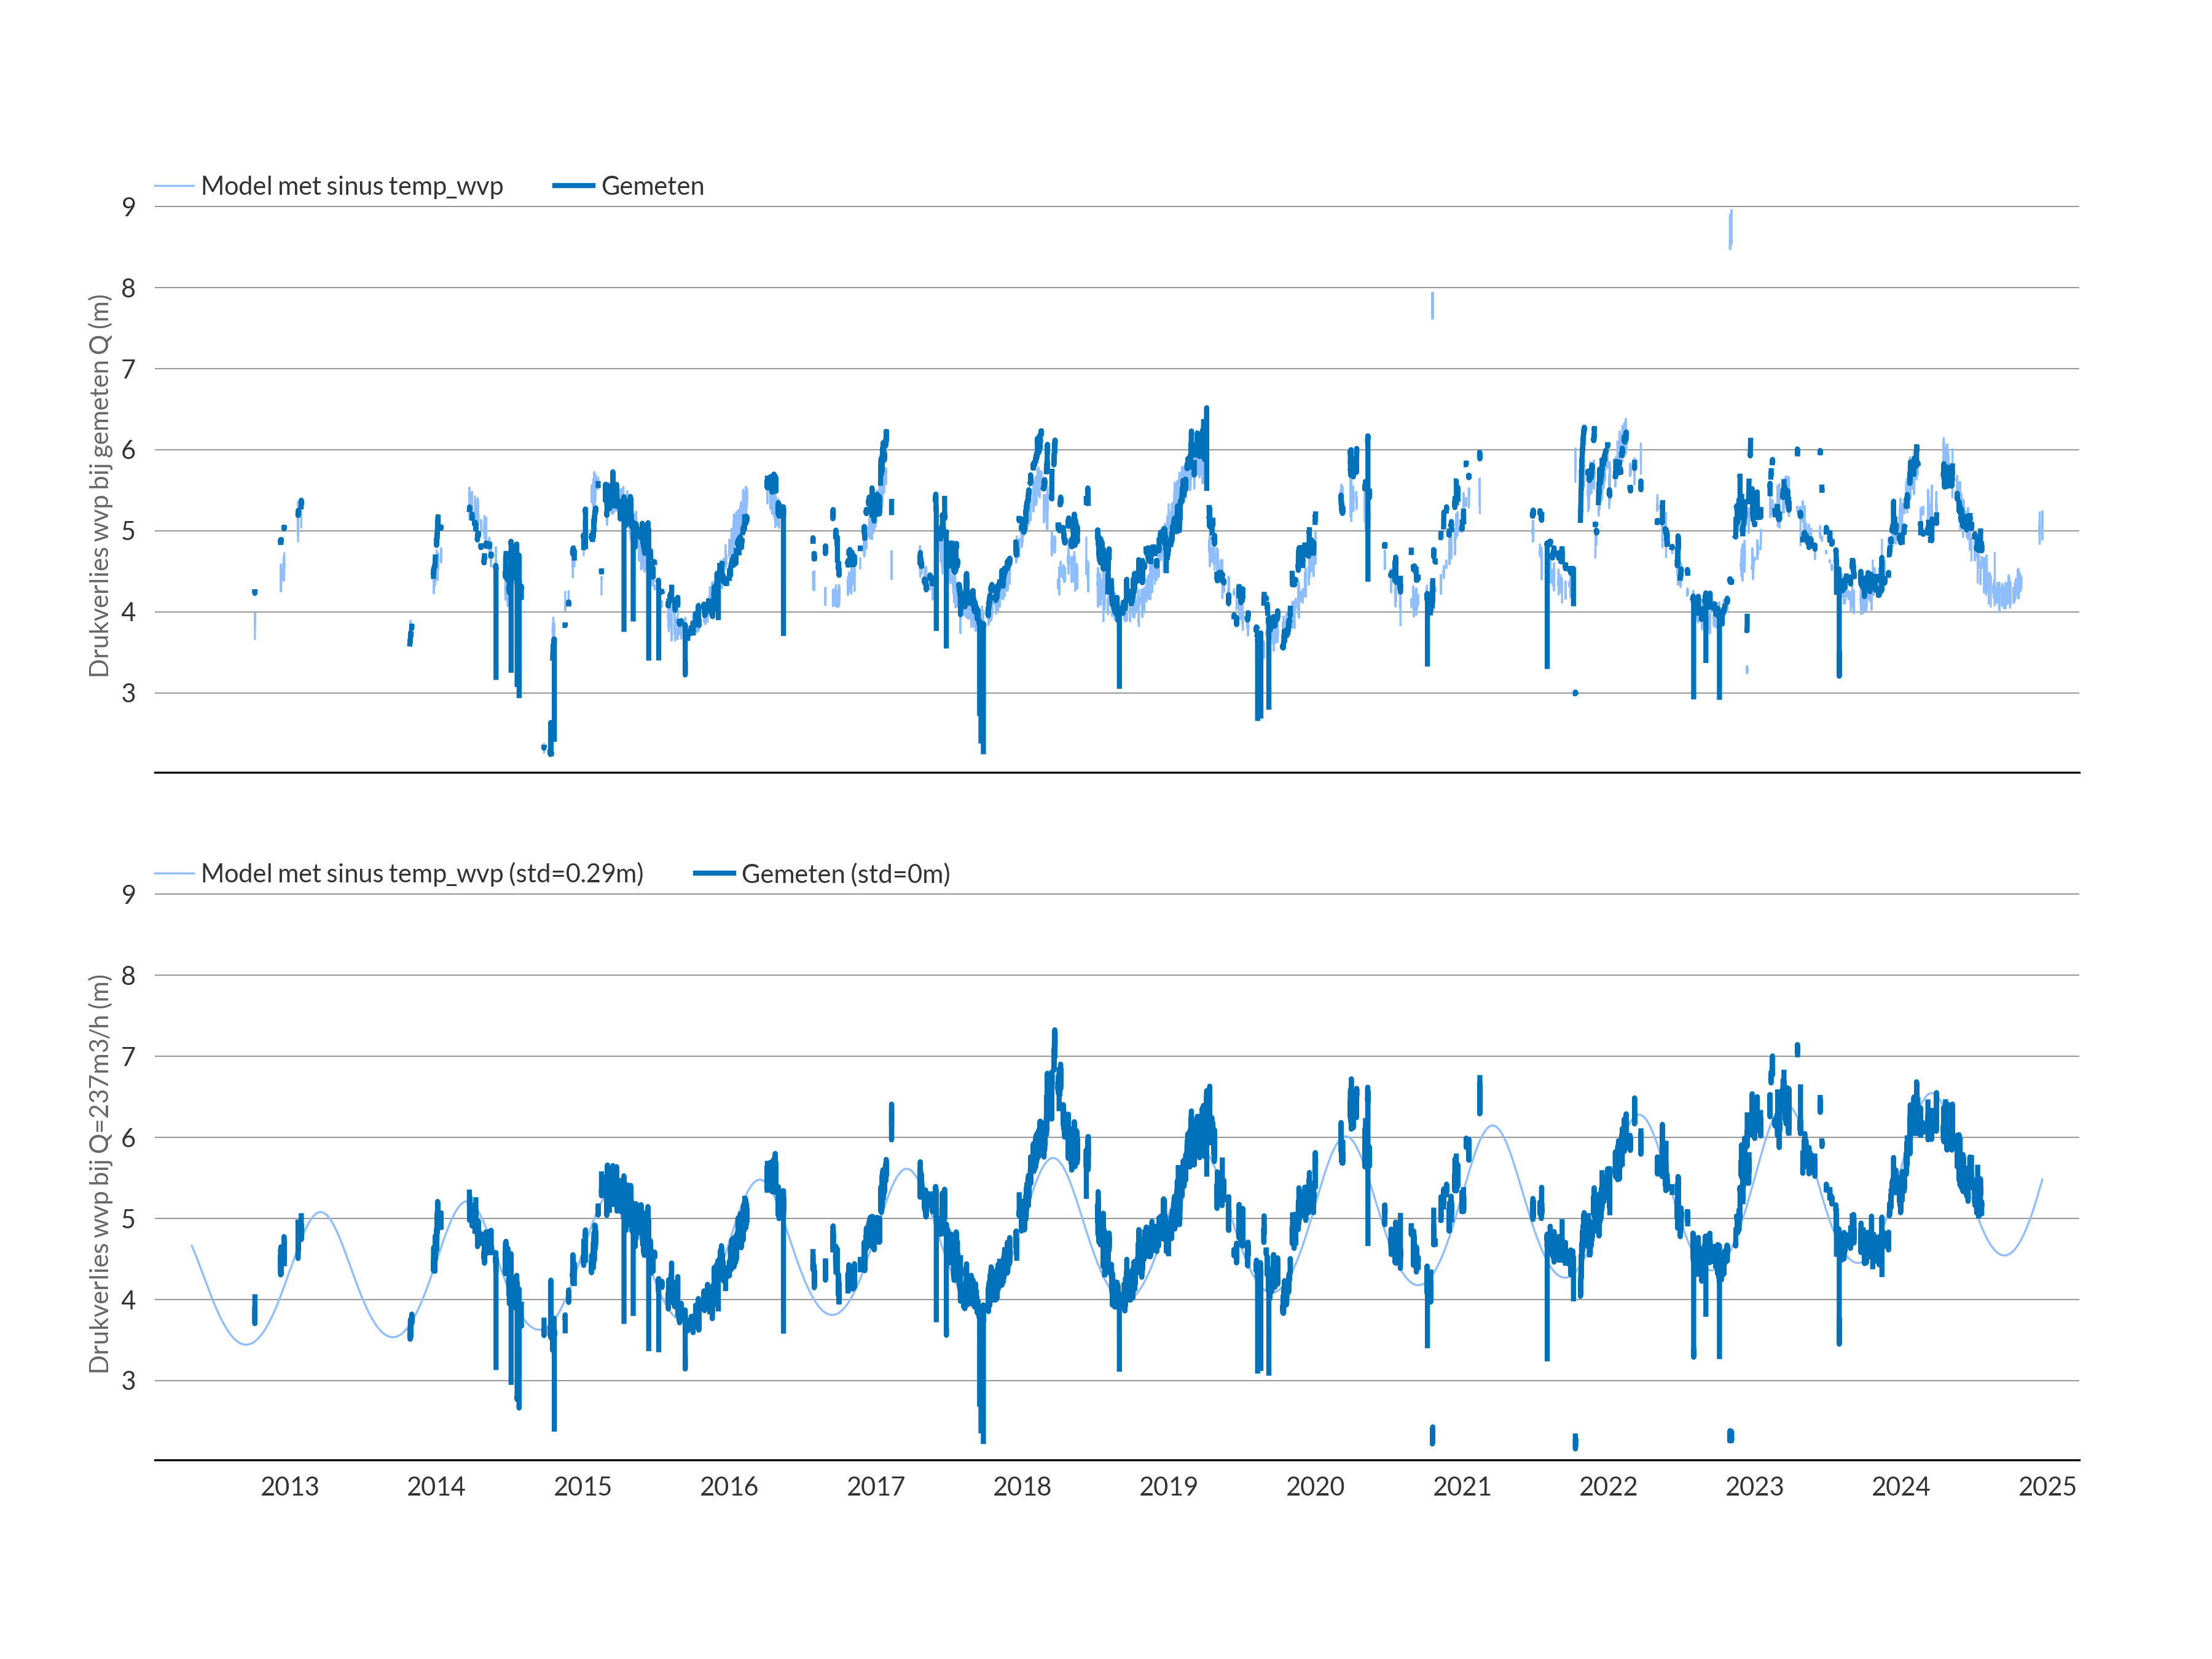 Model met sinus temp_wvp Gemeten
Drukverlies wvp bij gemeten Q (m)
9
8
7
6
5
4
3
Model met sinus temp_wvp (std=0.29m) Gemeten (std=0m)
Drukverlies wvp bij Q=237m3/h (m)
9
8
7
6
5
4
3
2013 2014 2015 2016 2017 2018 2019 2020 2021 2022 2023 2024 2025